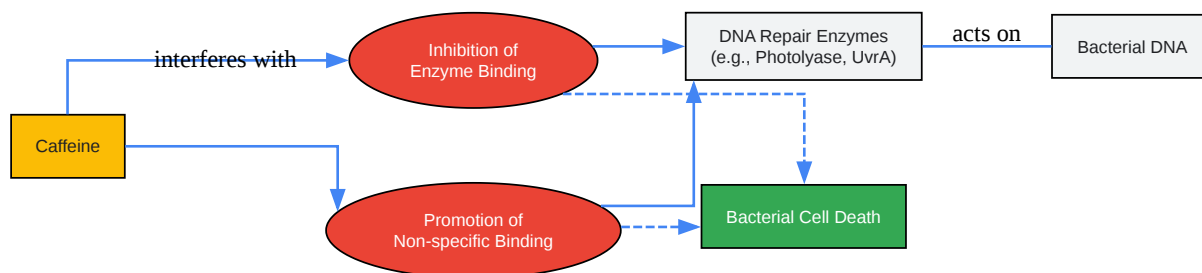 interferes with
Inhibition of
Enzyme Binding
DNA Repair Enzymes
(e.g., Photolyase, UvrA)
acts on
Bacterial DNA
Caffeine
Promotion of
Non-specific Binding
Bacterial Cell Death